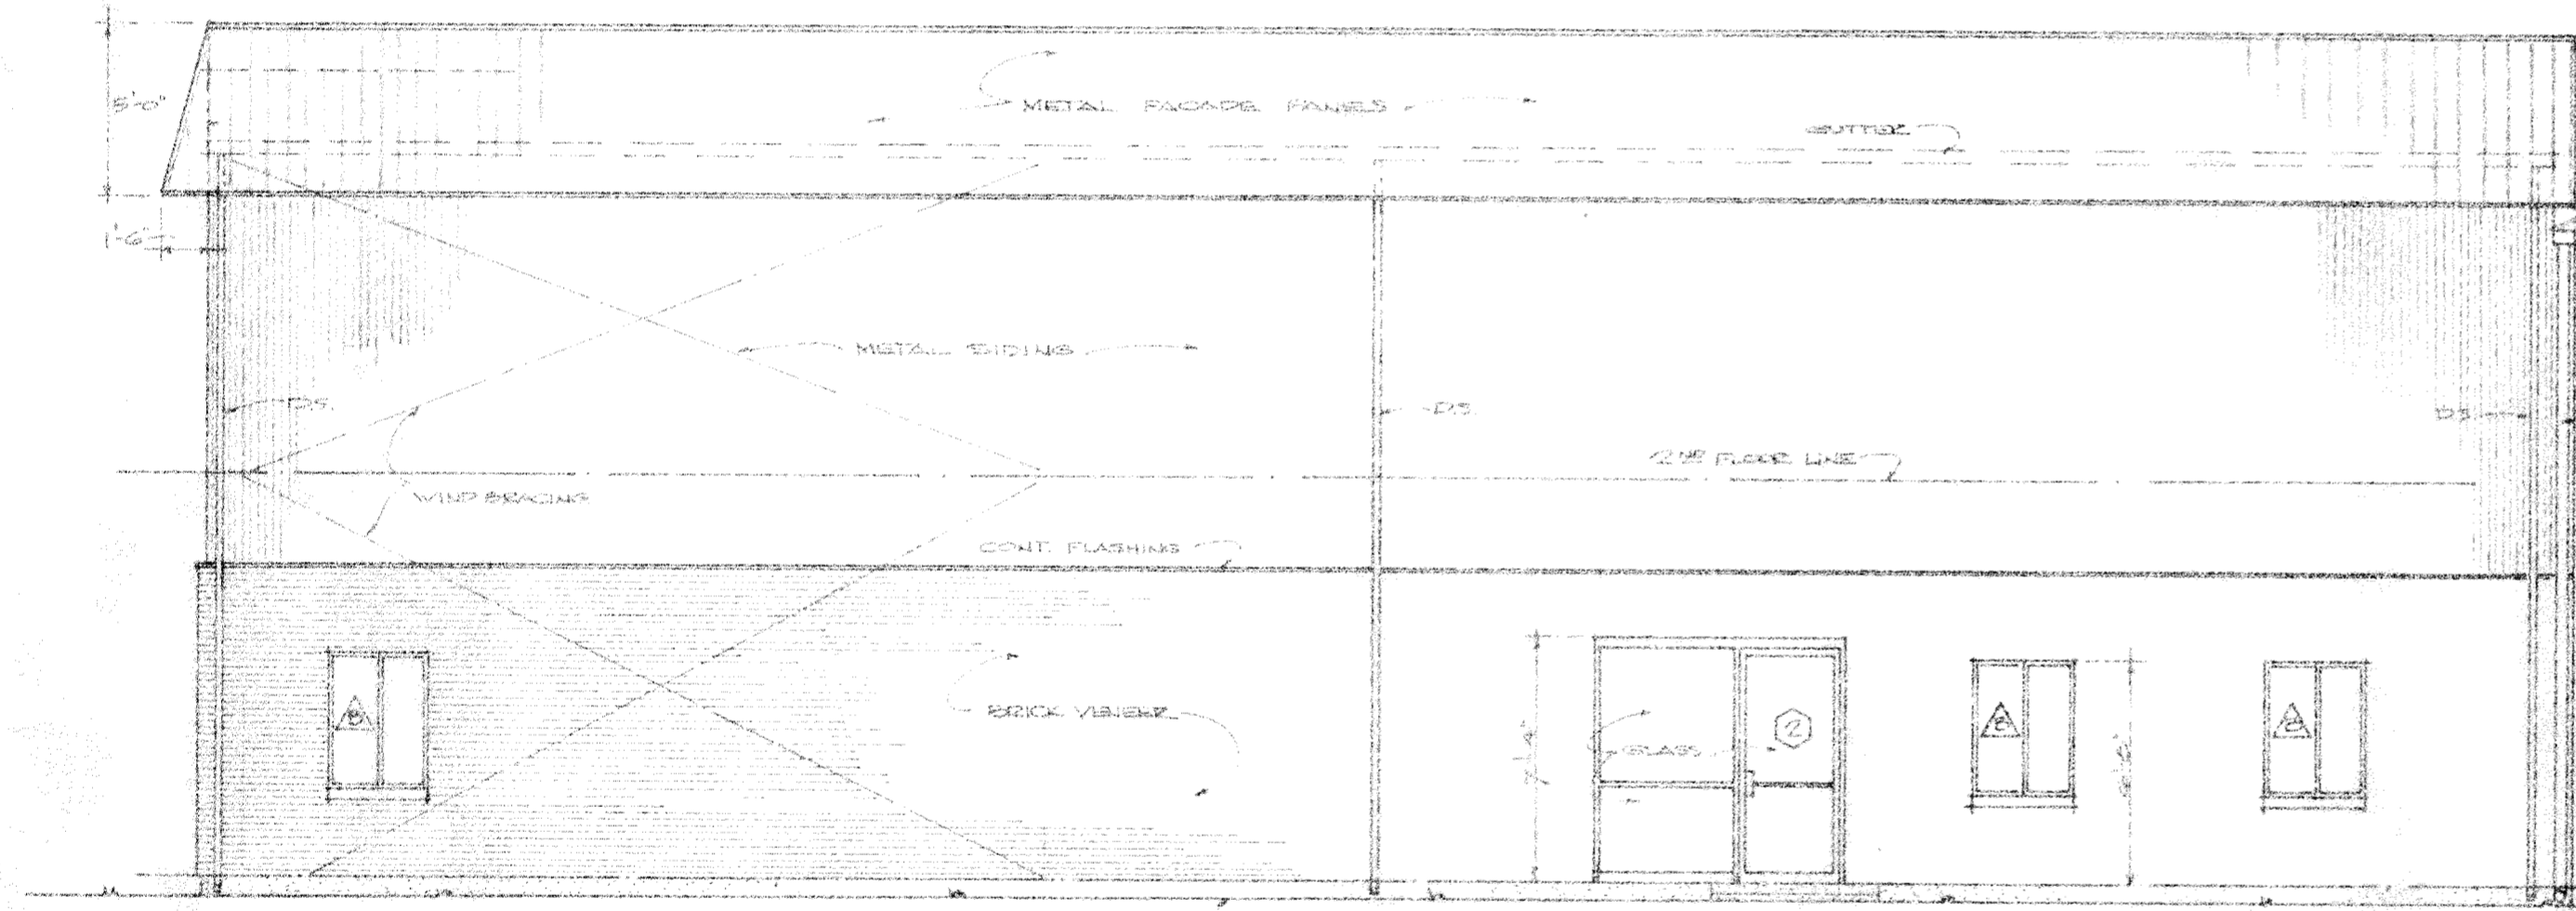 5'-0"
METAL FACADE PANELS
GUTTER
1'-6"
METAL SIDING
D.S.
D.S.
D.S.
2ND FLOOR LINE
WIND BRACING
CONT. FLASHING
B
BRICK VENEER
GLASS
2
B
B